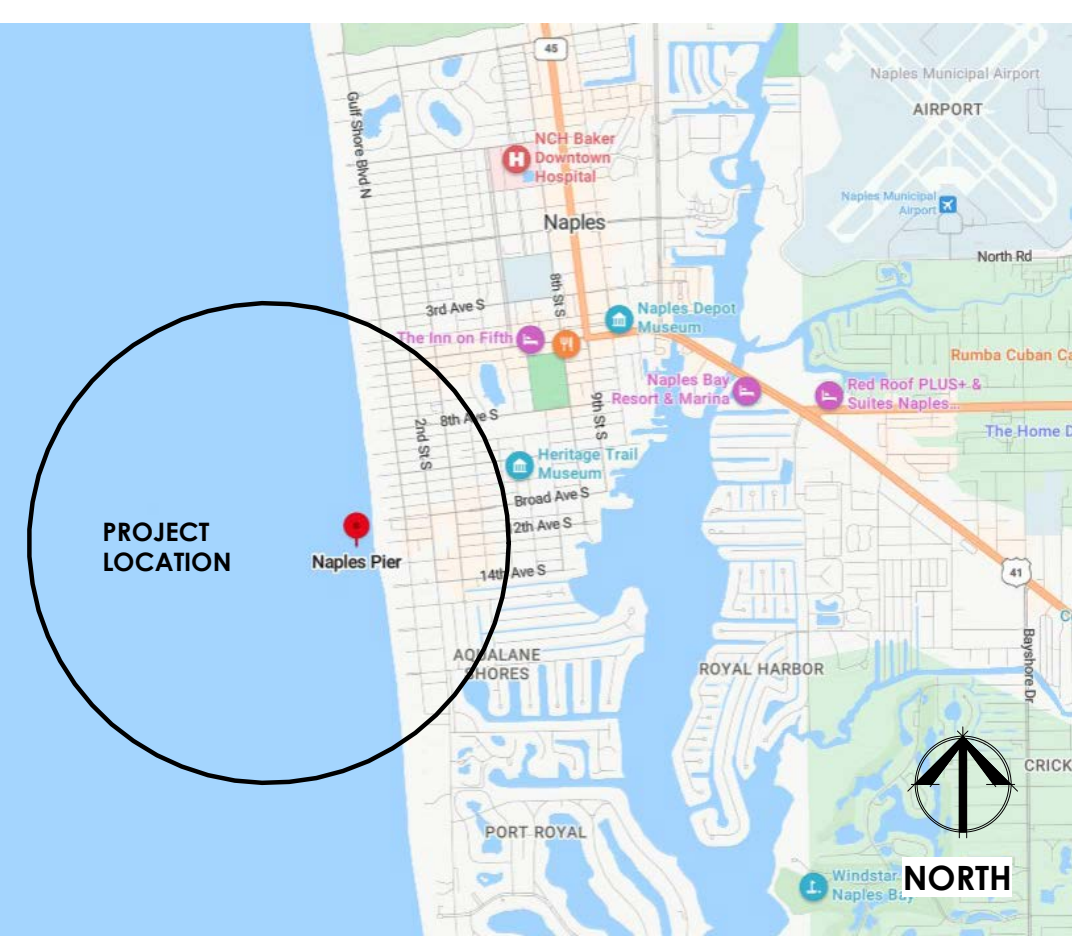 45
Naples Municipal Airport
AIRPORT
Gulf Shore Blvd N
NCH Baker
Downtown
Hospital
H
Naples Municipal
Airport
Naples
North Rd
8th St S
3rd Ave S
Naples Depot
Museum
The Inn on Fifth
Rumba Cuban Ca
Naples Bay
Resort & Marina
Red Roof PLUS+ &
Suites Naples...
9th St S
8th Ave S
2nd St S
The Home D
Heritage Trail
Museum
Broad Ave S
2th Ave S
PROJECT
LOCATION
Naples Pier
14th Ave S
41
AQUALANE
SHORES
ROYAL HARBOR
Bayshore Dr
CRICK
PORT ROYAL
Windstar
Naples Bay
NORTH